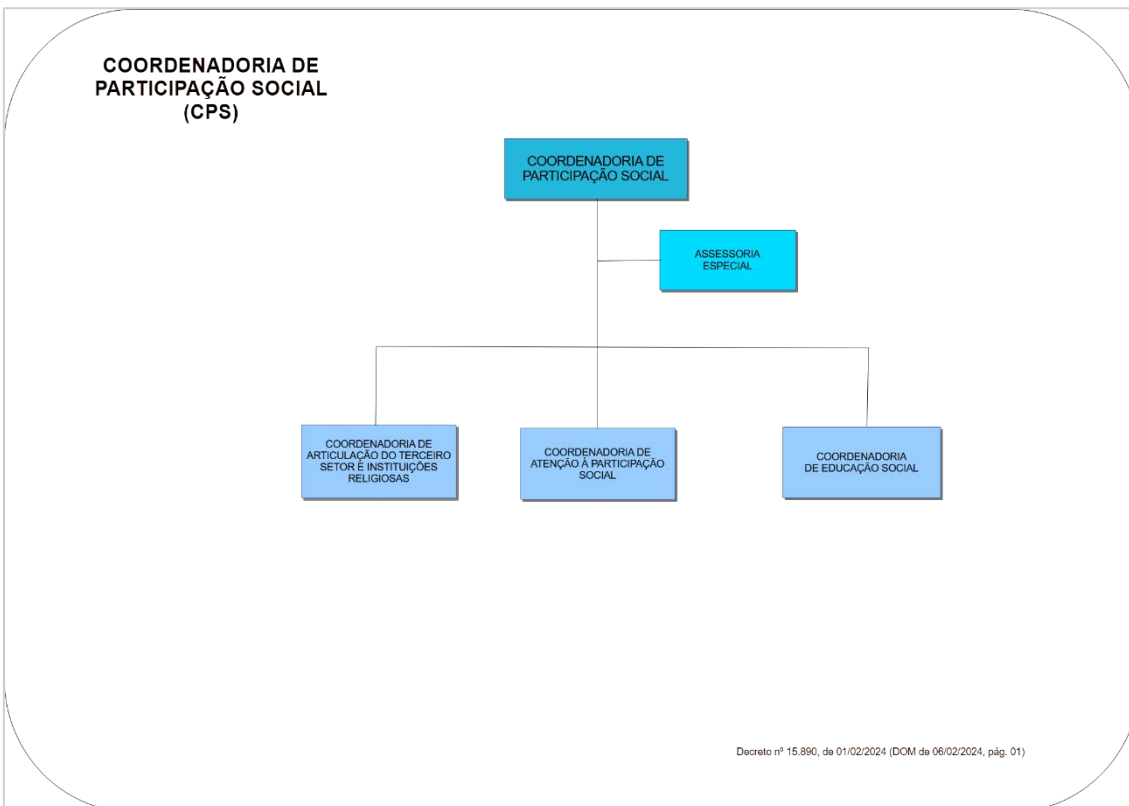 COORDENADORIA DE
PARTICIPAÇÃO SOCIAL
(CPS)
COORDENADORIA DE
PARTICIPAÇÃO SOCIAL
ASSESSORIA
ESPECIAL
COORDENADORIA DE
ARTICULAÇÃO DO TERCEIRO
SETOR E INSTITUIÇÕES
RELIGIOSAS
COORDENADORIA DE
ATENÇÃO À PARTICIPAÇÃO
SOCIAL
COORDENADORIA
DE EDUCAÇÃO SOCIAL
Decreto nº 15.890, de 01/02/2024 (DOM de 06/02/2024, pág. 01)